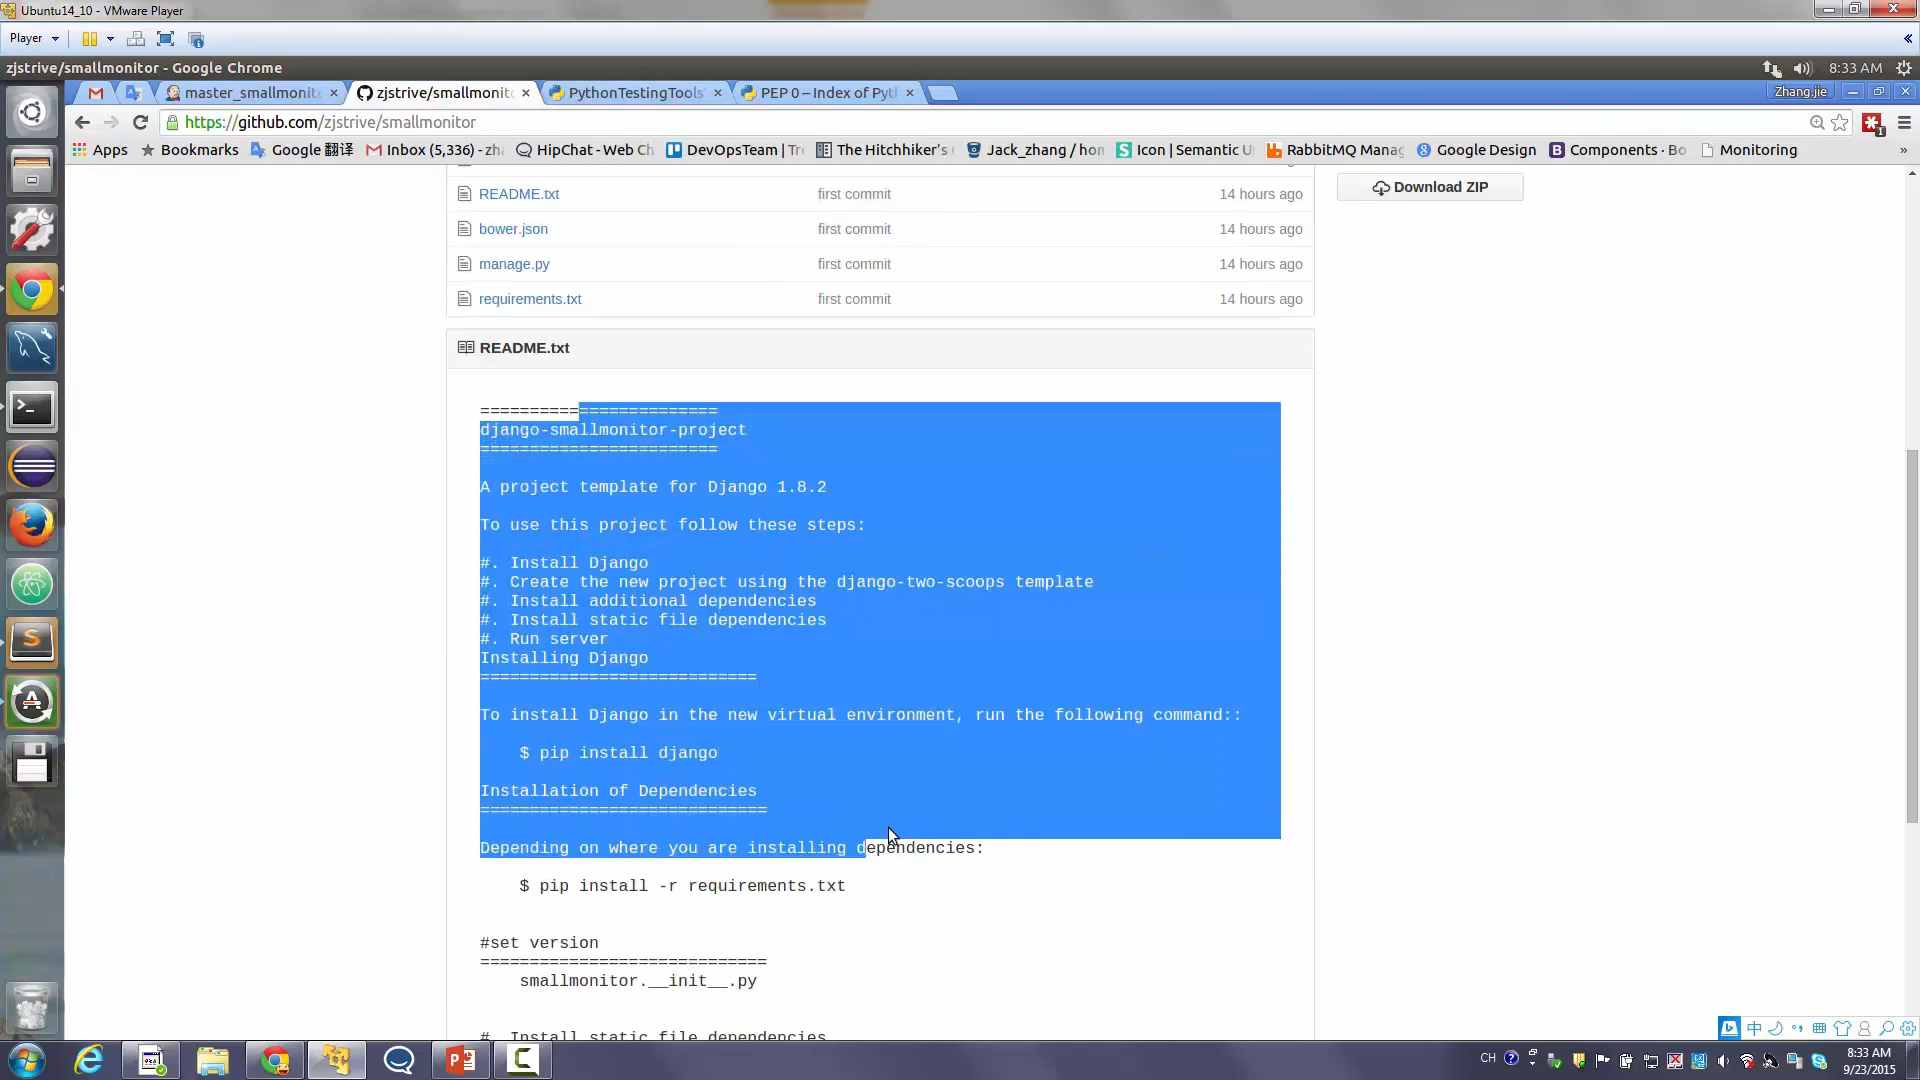 Ubuntu14_10 - VMware Player
Player
zjstrive/smallmonitor - Google Chrome
8:33 AM
master_smallmonito
zjstrive/smallmonito
PythonTestingTools
PEP 0 – Index of Pyt
Zhang.jie
https://github.com/zjstrive/smallmonitor
1
Apps
Bookmarks
Google 翻译
Inbox (5,336) - zha
HipChat - Web C
DevOpsTeam | Tr
The Hitchhiker's
Jack_zhang / hom
Icon | Semantic U
RabbitMQ Manag
Google Design
Components · Bo
Monitoring
»
README.txt first commit 14 hours ago
Download ZIP
bower.json first commit 14 hours ago
manage.py first commit 14 hours ago
requirements.txt first commit 14 hours ago
README.txt
========================
django-smallmonitor-project
========================
A project template for Django 1.8.2
To use this project follow these steps:
#. Install Django
#. Create the new project using the django-two-scoops template
#. Install additional dependencies
#. Install static file dependencies
#. Run server
Installing Django
============================
To install Django in the new virtual environment, run the following command::
$ pip install django
Installation of Dependencies
=============================
Depending on where you are installing dependencies:
$ pip install -r requirements.txt
#set version
=============================
smallmonitor.__init__.py
#. Install static file dependencies
中
CH
8:33 AM
9/23/2015